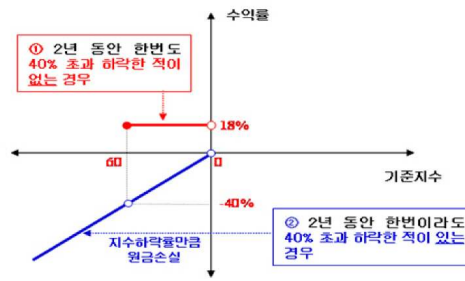 수익률
① 2년 동안 한번도
40% 초과 하락한 적이
없는 경우
18%
60
0
기준지수
-40%
지수하락률만큼
원금손실
② 2년 동안 한번이라도
40% 초과 하락한 적이 있는
경우